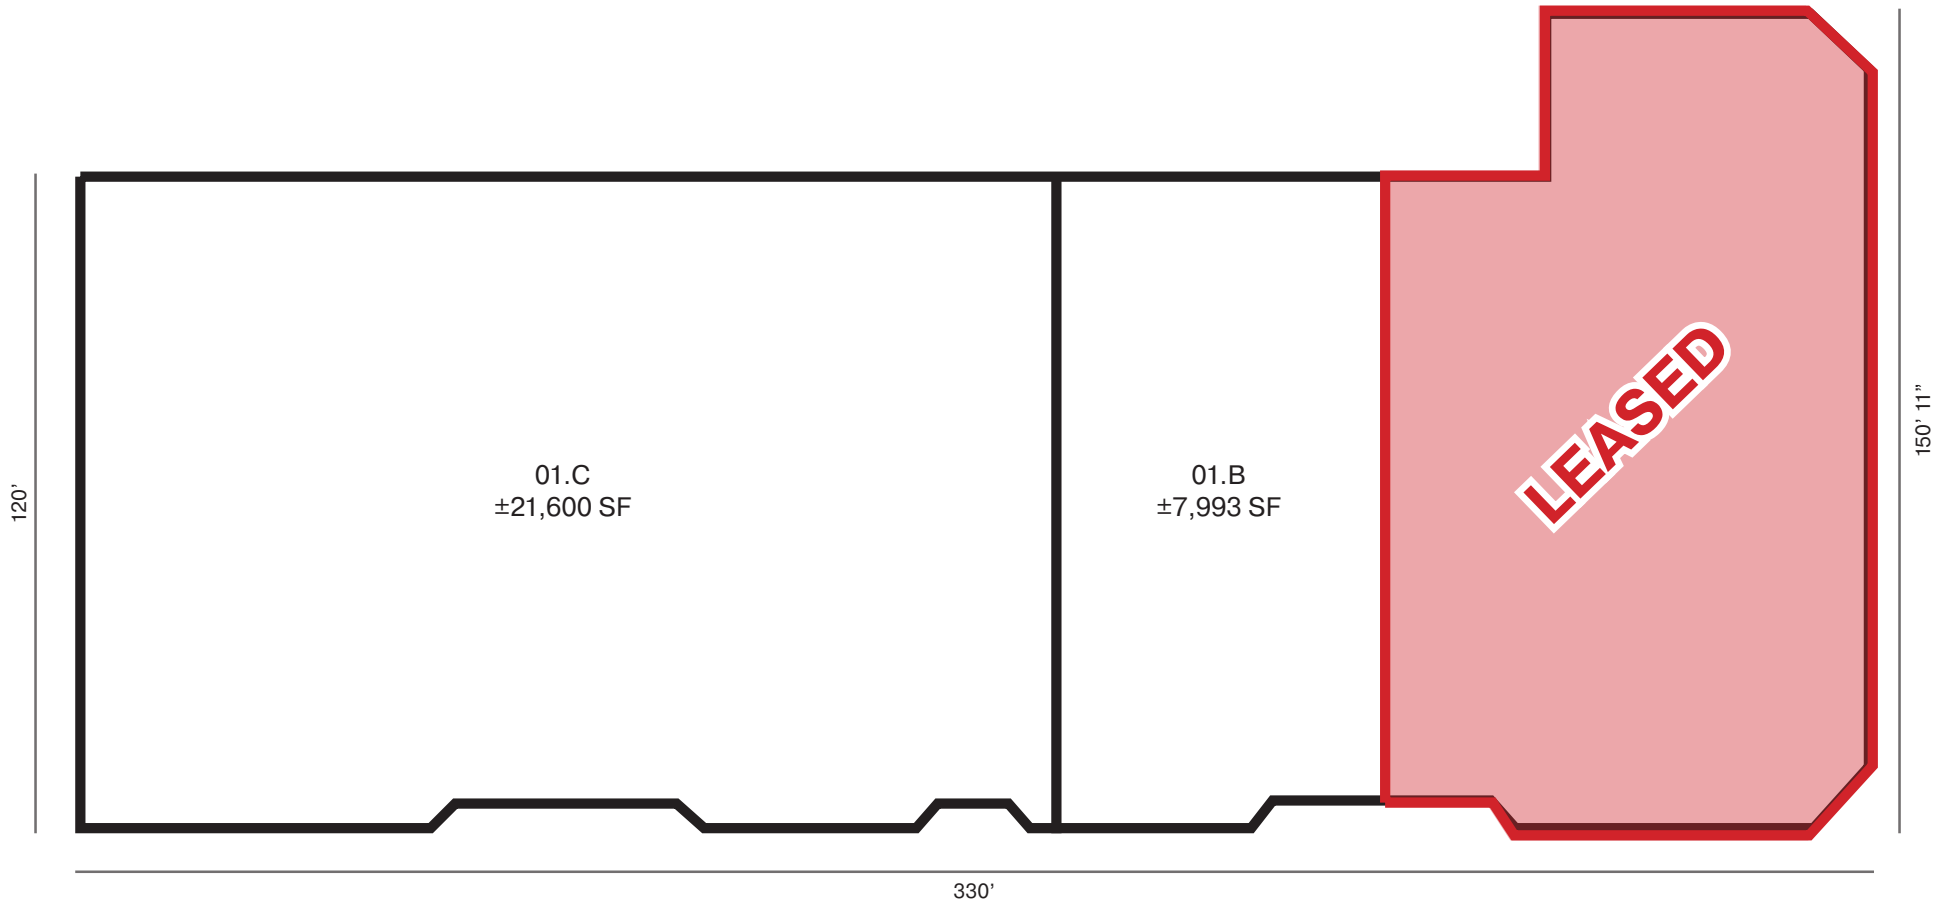 120’
01.C
±21,600 SF
01.B
±7,993 SF
LEASED
150’ 11”
330’